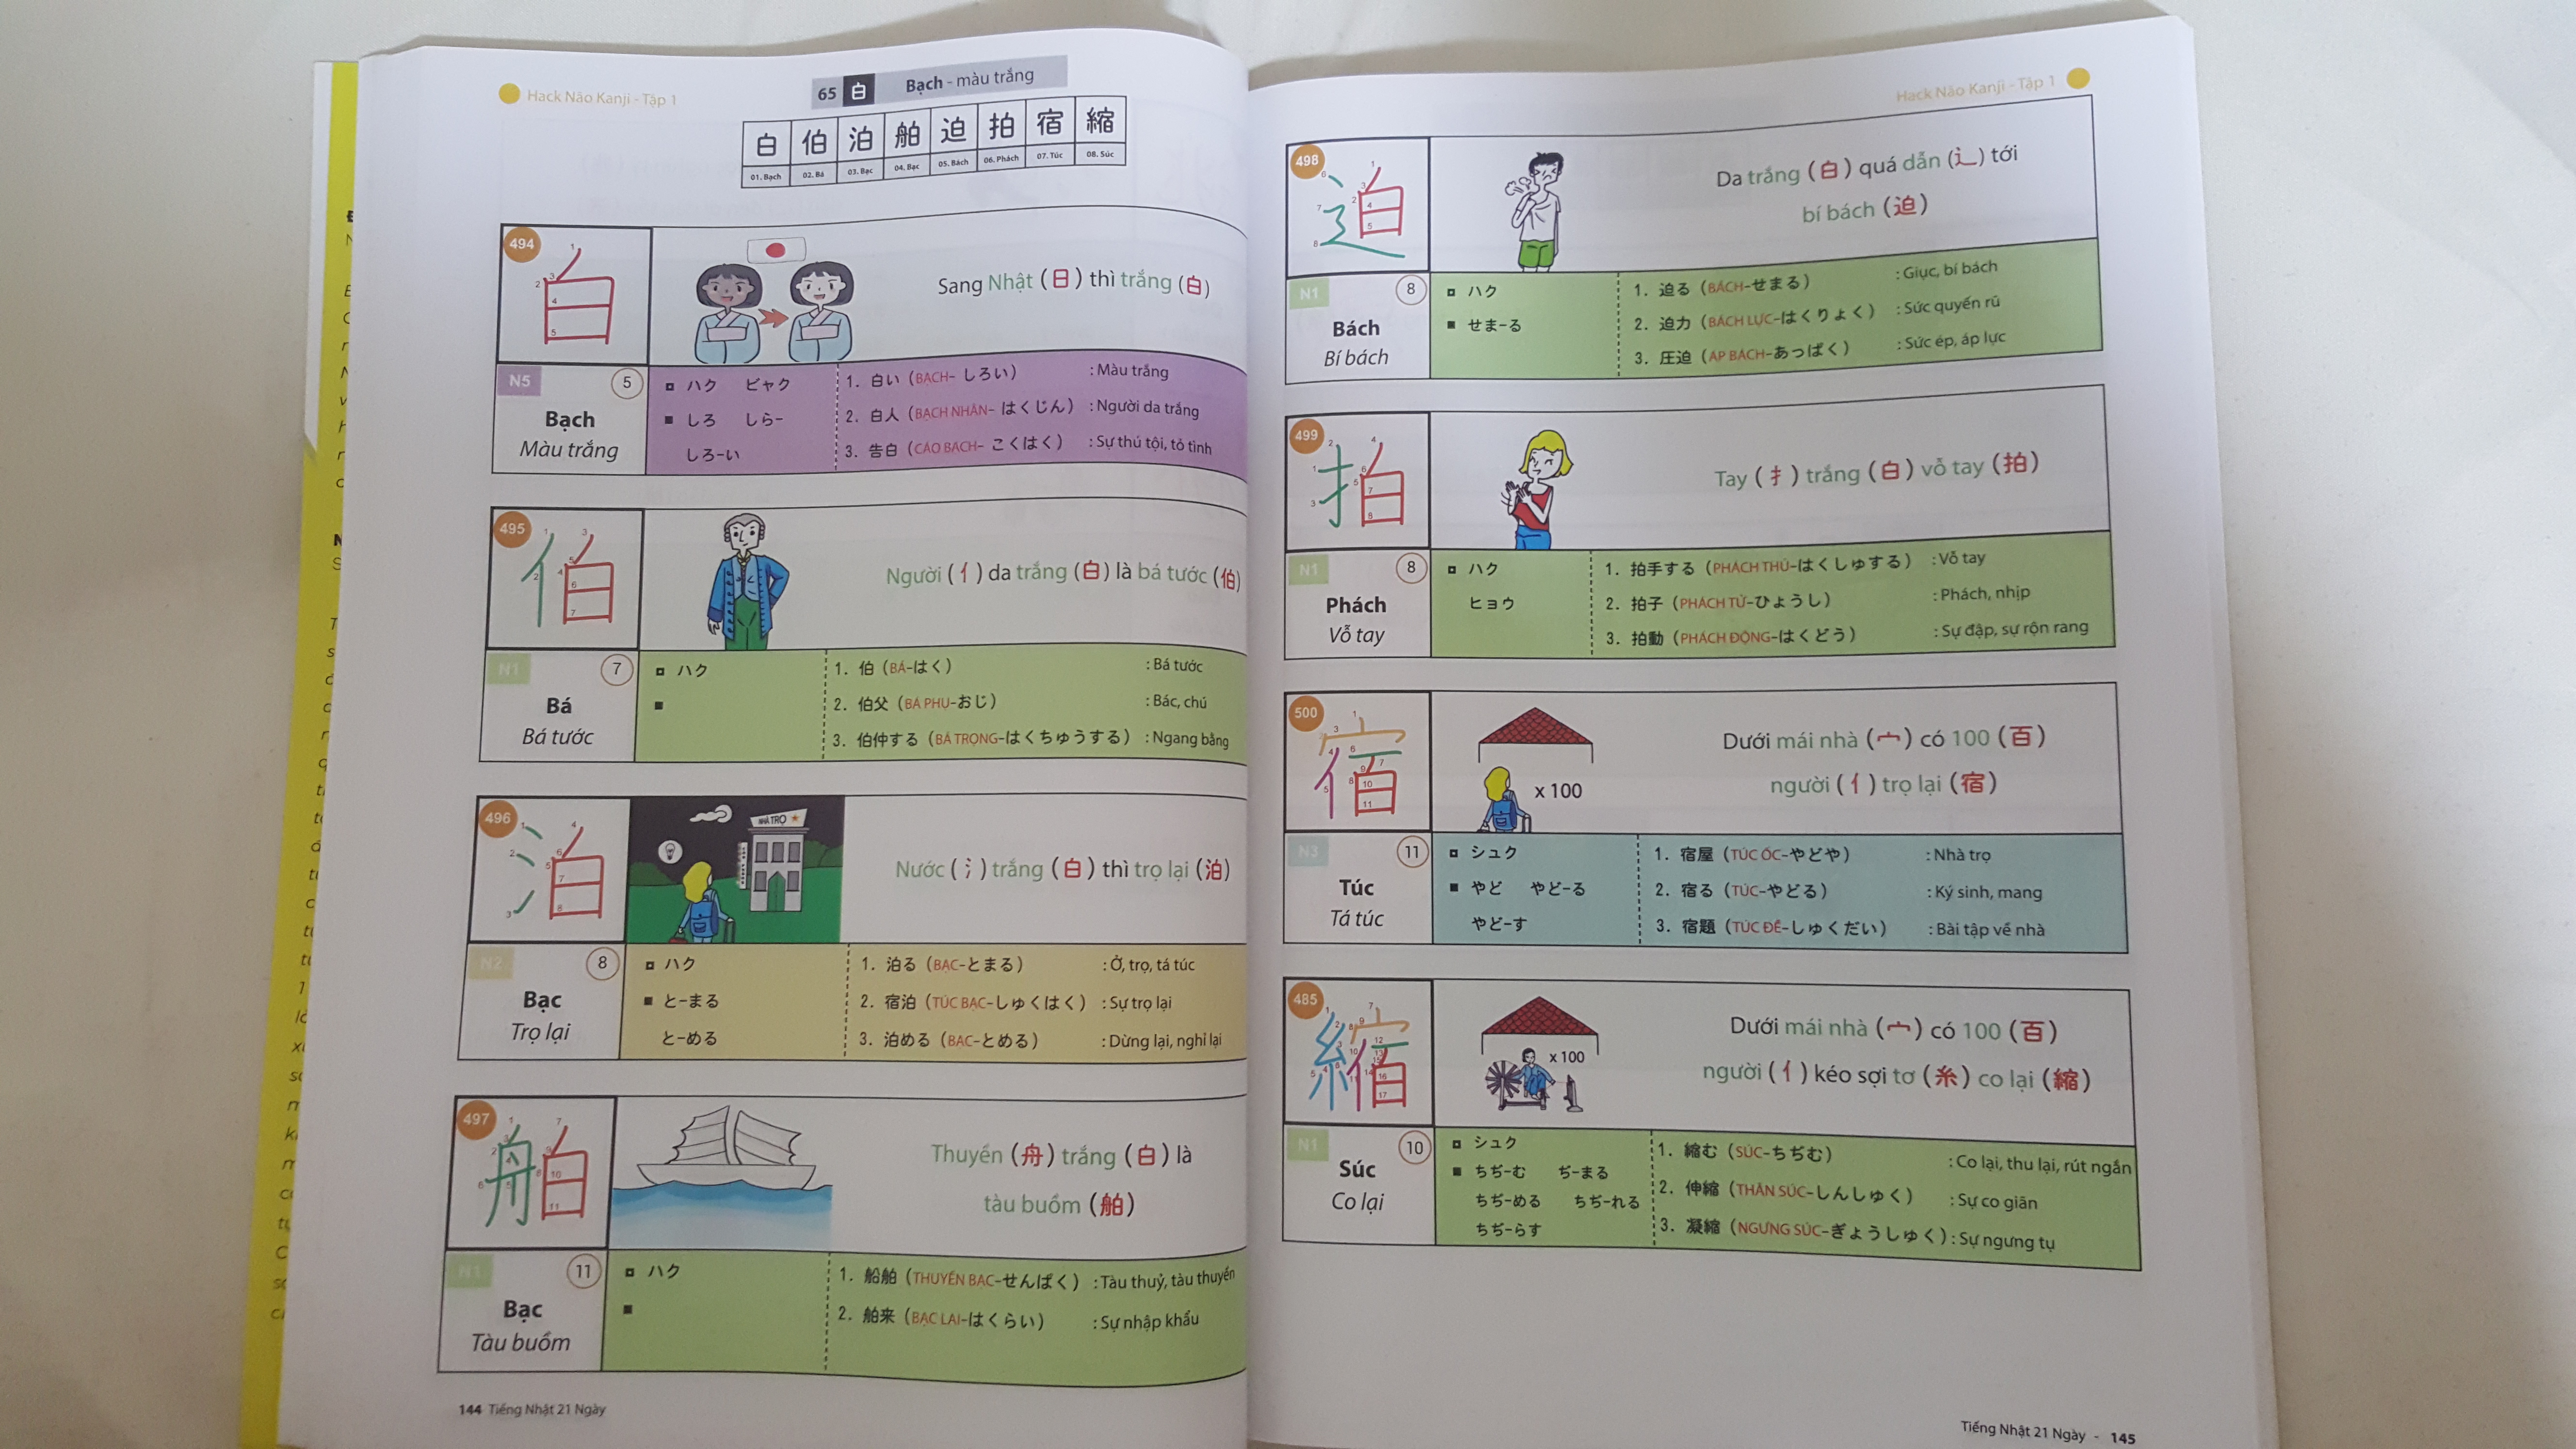 Hack Não Kanji - Tập 1
65 白 Bạch - màu trắng
白 伯 泊 舶 迫 拍 宿 縮
01. Bạch 02. Bá 03. Bạc 04. Bạc 05. Bách 06. Phách 07. Túc 08. Súc
494
Sang Nhật (日) thì trắng (白)
N5
Bạch 5
Màu trắng
ハク ビヤク
しろ しら-
しろ-い
1. 白い (BẠCH- しろい) : Màu trắng
2. 白人 (BẠCH NHÂN- はくじん) : Người da trắng
3. 告白 (CÁO BẠCH- こくはく) : Sự thú tội, tỏ tình
495
Người (亻) da trắng (白) là bá tước (伯)
N1
Bá 7
Bá tước
ハク
1. 伯 (BÁ-はく) : Bá tước
2. 伯父 (BÁ PHỤ-おじ) : Bác, chú
3. 伯仲する (BÁ TRỌNG-はくちゅうする) : Ngang bằng
496
NHÀ TRỌ
Nước (氵) trắng (白) thì trọ lại (泊)
N2
Bạc 8
Trọ lại
ハク
と-まる
と-める
1. 泊る (BẠC-とまる) : Ở, trọ, tá túc
2. 宿泊 (TÚC BẠC-しゅくはく) : Sự trọ lại
3. 泊める (BẠC-とめる) : Dừng lại, nghỉ lại
497
Thuyền (舟) trắng (白) là
tàu buồm (舶)
N1
Bạc 11
Tàu buồm
ハク
1. 船舶 (THUYỀN BẠC-せんぱく) : Tàu thuỷ, tàu thuyền
2. 舶来 (BẠC LAI-はくらい) : Sự nhập khẩu
144 Tiếng Nhật 21 Ngày
Hack Não Kanji - Tập 1
498
Da trắng (白) quá dẫn (辶) tới
bí bách (迫)
N1
Bách 8
Bí bách
ハク
せま-る
1. 迫る (BÁCH-せまる) : Giục, bí bách
2. 迫力 (BÁCH LỰC-はくりょく) : Sức quyến rũ
3. 圧迫 (ÁP BÁCH-あっぱく) : Sức ép, áp lực
499
Tay (扌) trắng (白) vỗ tay (拍)
N1
Phách 8
Vỗ tay
ハク
ヒョウ
1. 拍手する (PHÁCH THỦ-はくしゅする) : Vỗ tay
2. 拍子 (PHÁCH TỬ-ひょうし) : Phách, nhịp
3. 拍動 (PHÁCH ĐỘNG-はくどう) : Sự đập, sự rộn rang
500
x 100
Dưới mái nhà (宀) có 100 (百)
người (亻) trọ lại (宿)
N3
Túc 11
Tá túc
シュク
やど やど-る
やど-す
1. 宿屋 (TÚC ỐC-やどや) : Nhà trọ
2. 宿る (TÚC-やどる) : Ký sinh, mang
3. 宿題 (TÚC ĐỀ-しゅくだい) : Bài tập về nhà
485
x 100
Dưới mái nhà (宀) có 100 (百)
người (亻) kéo sợi tơ (糸) co lại (縮)
N1
Súc 10
Co lại
シュク
ちぢ-む ぢ-まる
ちぢ-める ちぢ-れる
ちぢ-らす
1. 縮む (SÚC-ちぢむ) : Co lại, thu lại, rút ngắn
2. 伸縮 (THÂN SÚC-しんしゅく) : Sự co giãn
3. 凝縮 (NGƯNG SÚC-ぎょうしゅく) : Sự ngưng tụ
Tiếng Nhật 21 Ngày - 145